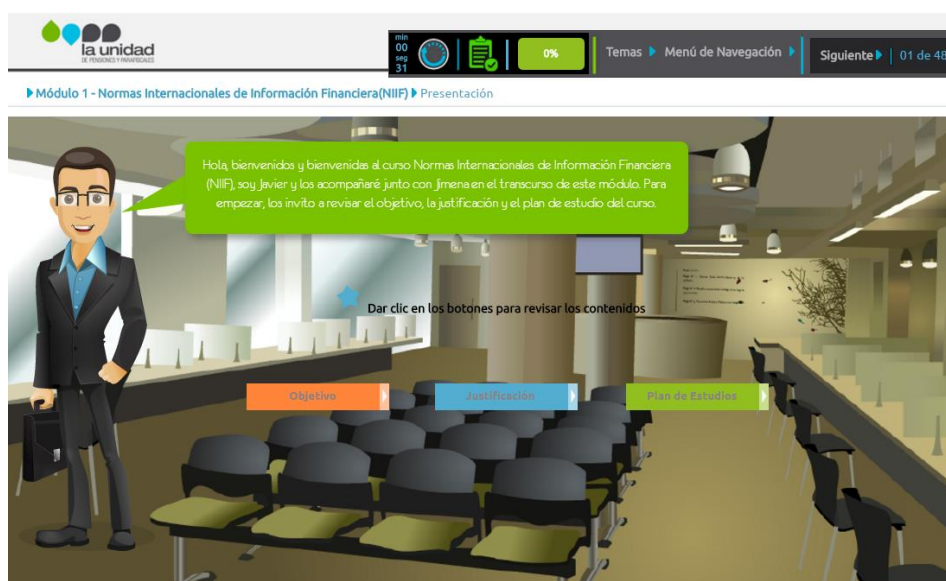 la unidad
DE PENSIONES Y PARAFISCALES
min
00
seg
31
0%
Temas
Menú de Navegación
Siguiente
01 de 48
Módulo 1 - Normas Internacionales de Información Financiera(NIIF) Presentación
Hola, bienvenidos y bienvenidas al curso Normas Internacionales de Información Financiera
(NIIF), soy Javier y los acompañaré junto con Jimena en el transcurso de este módulo. Para
empezar, los invito a revisar el objetivo, la justificación y el plan de estudio del curso.
Dar clic en los botones para revisar los contenidos
Objetivo
Justificación
Plan de Estudios